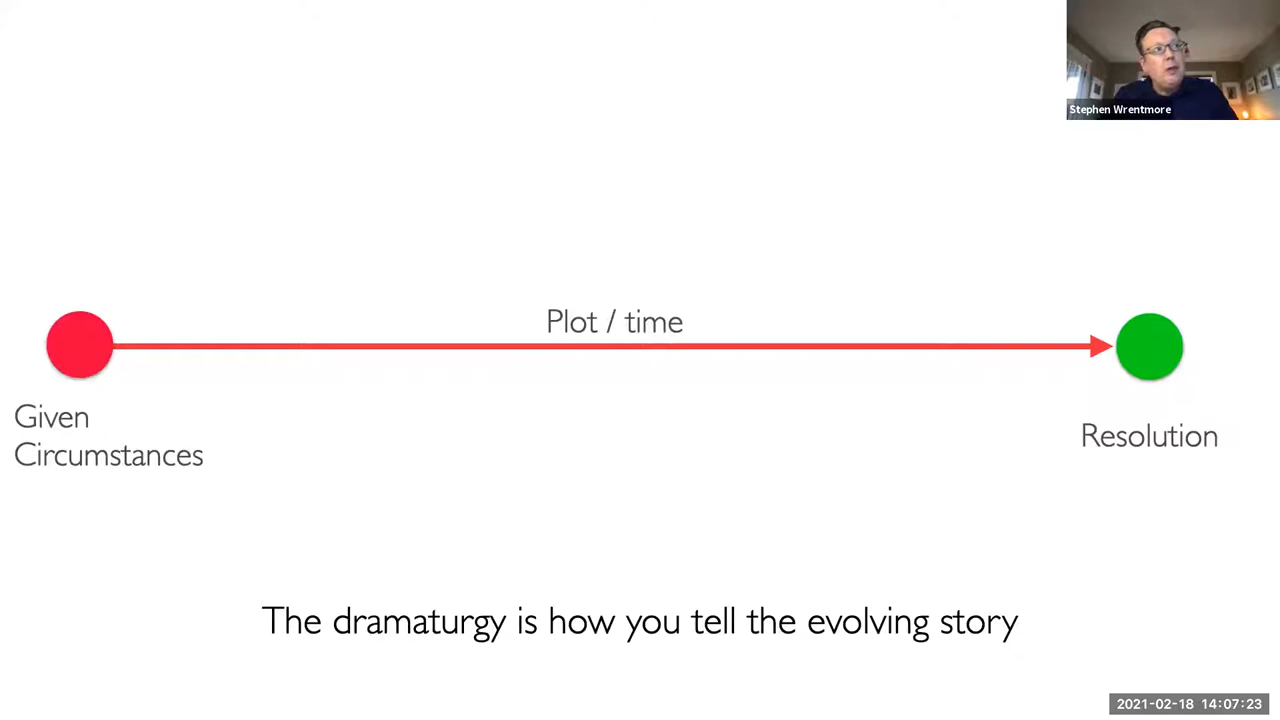 Stephen Wrentmore
Plot / time
Given
Circumstances
Resolution
The dramaturgy is how you tell the evolving story
2021-02-18 14:07:23